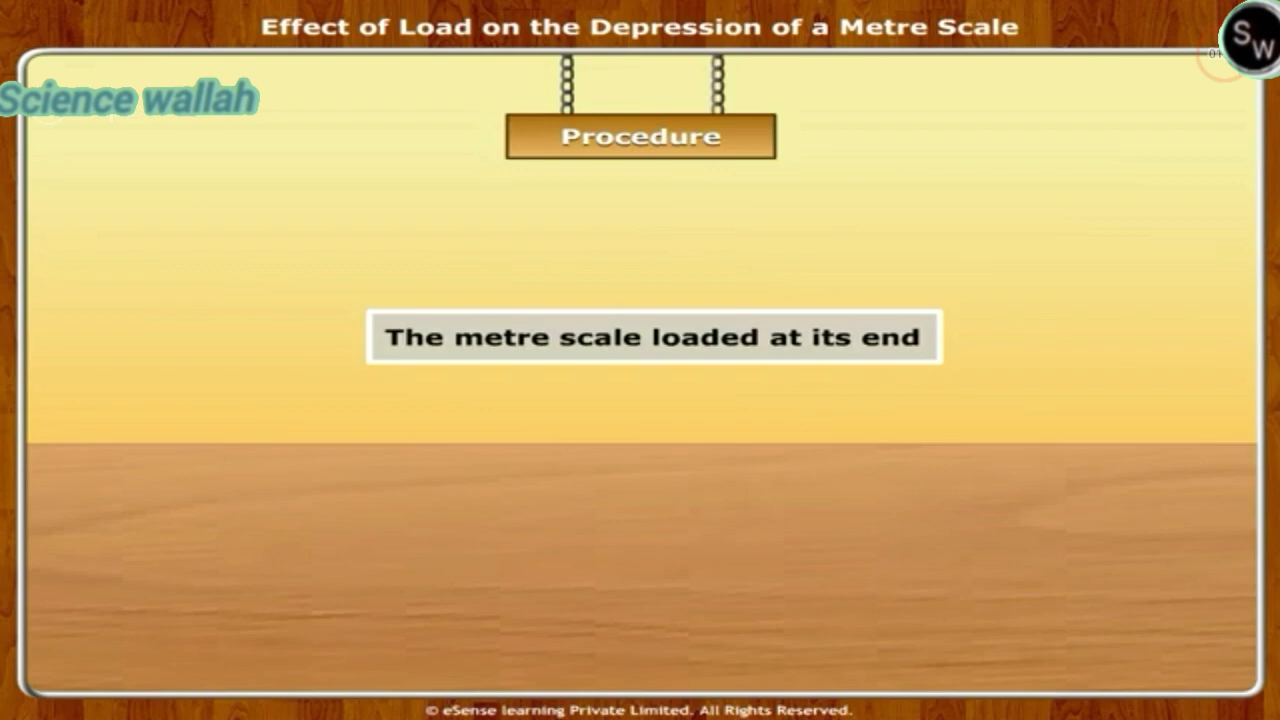 Effect of Load on the Depression of a Metre Scale
SW
01
Science wallah
Procedure
The metre scale loaded at its end
© eSense learning Private Limited. All Rights Reserved.